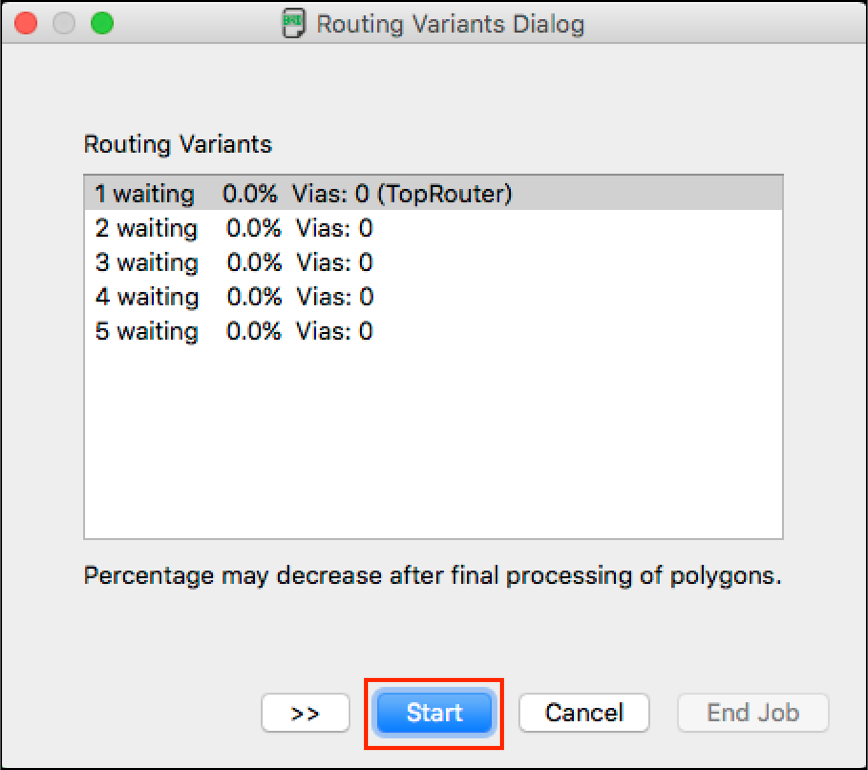 Routing Variants Dialog
Routing Variants
1 waiting 0.0% Vias: 0 (TopRouter)
2 waiting 0.0% Vias: 0
3 waiting 0.0% Vias: 0
4 waiting 0.0% Vias: 0
5 waiting 0.0% Vias: 0
Percentage may decrease after final processing of polygons.
>> Start Cancel End Job